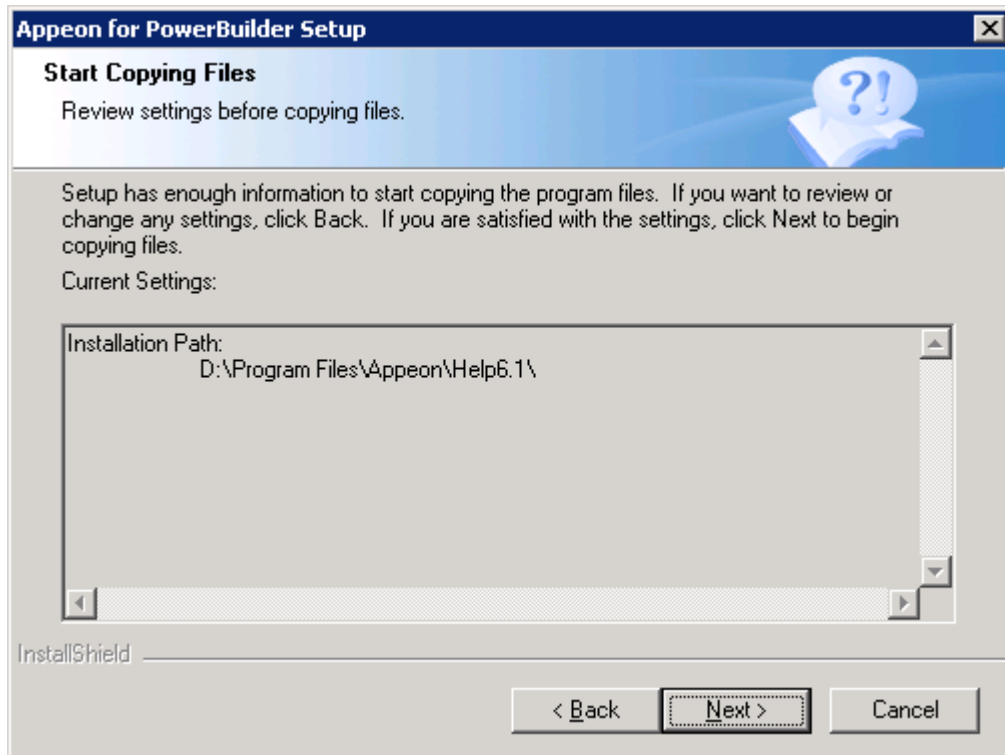 Appeon for PowerBuilder Setup
Start Copying Files
Review settings before copying files.
?!
Setup has enough information to start copying the program files. If you want to review or
change any settings, click Back. If you are satisfied with the settings, click Next to begin
copying files.
Current Settings:
Installation Path:
D:\Program Files\Appeon\Help6.1\
InstallShield
< Back
Next >
Cancel